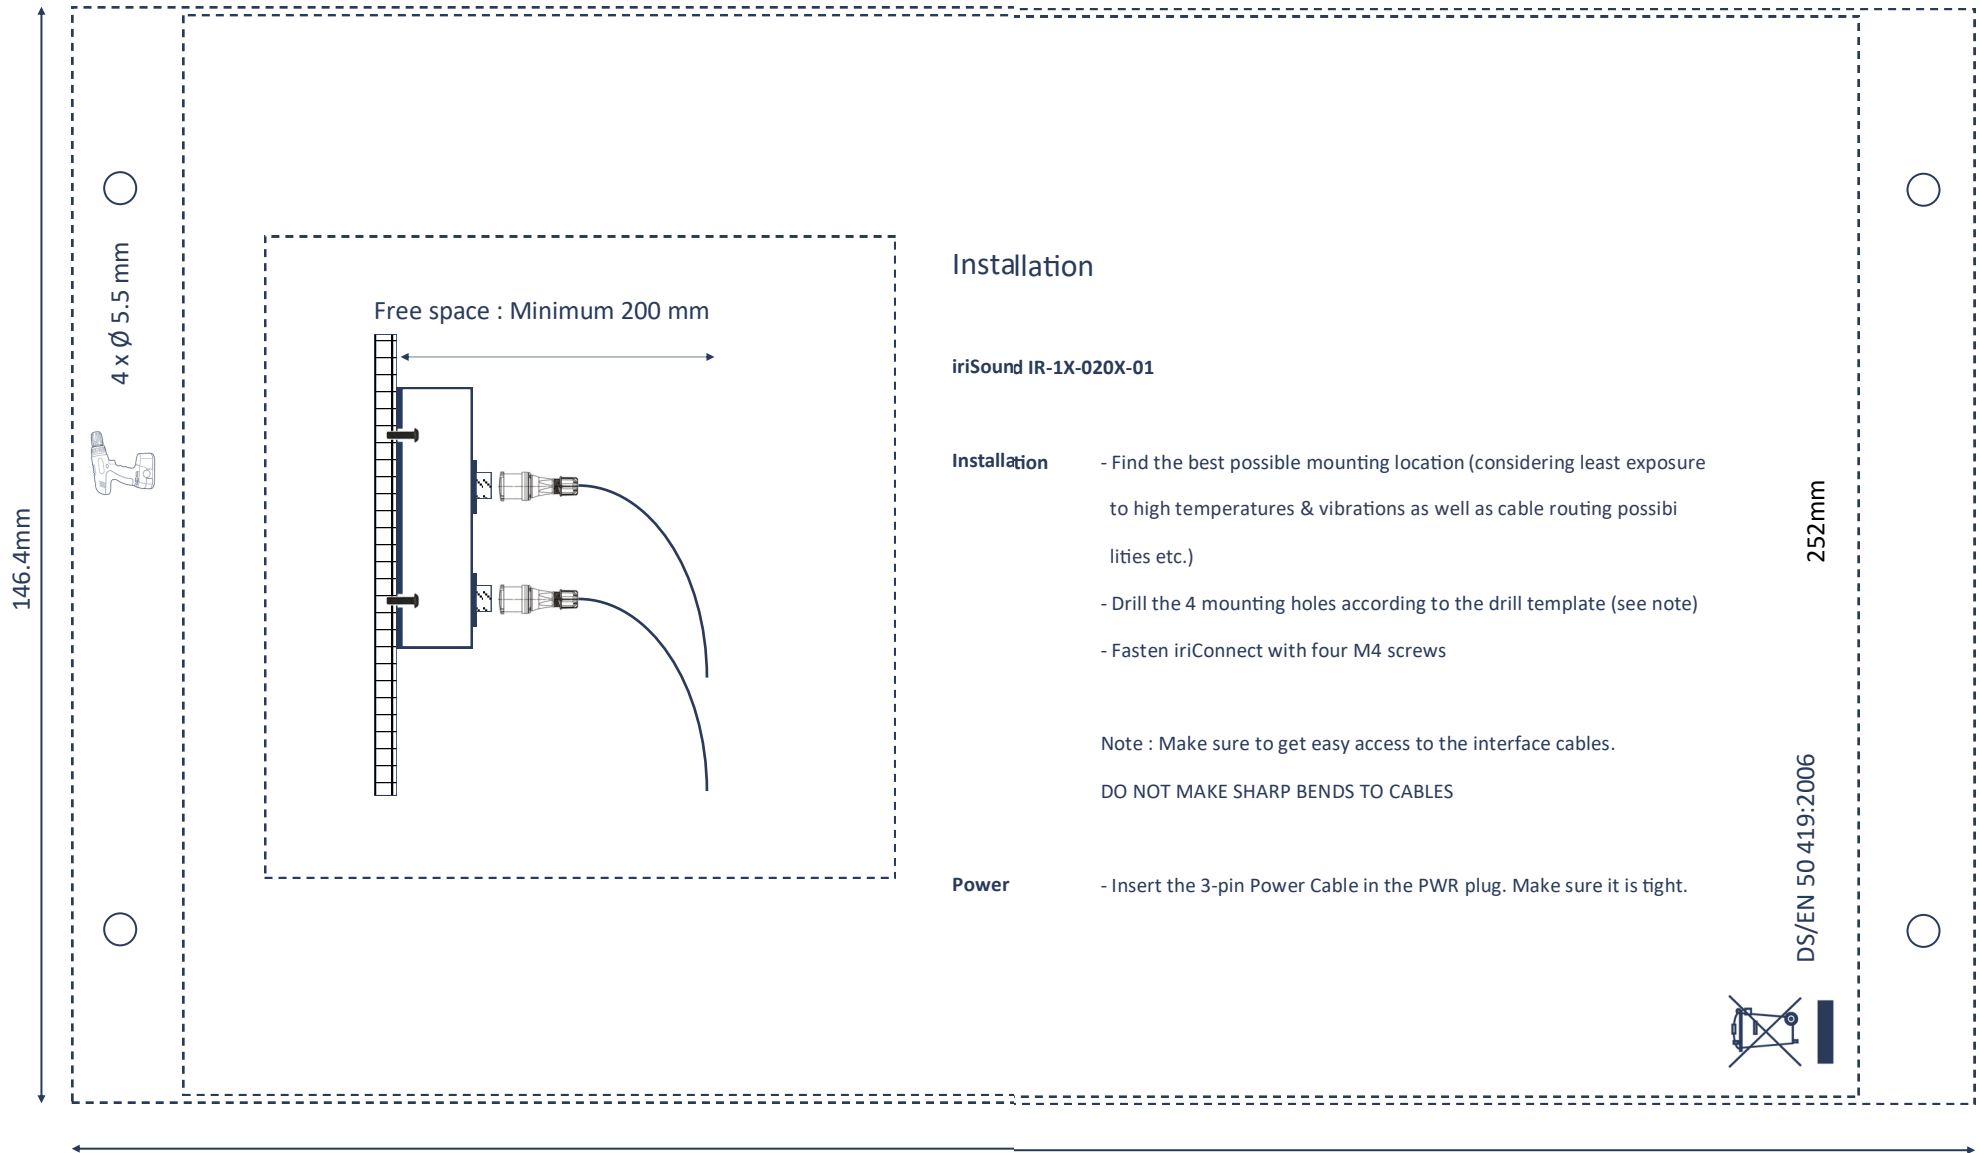 146.4mm
4 x Ø 5.5 mm
Free space : Minimum 200 mm
Installation
iriSound IR-1X-020X-01
Installation - Find the best possible mounting location (considering least exposure
to high temperatures & vibrations as well as cable routing possibi
lities etc.)
- Drill the 4 mounting holes according to the drill template (see note)
- Fasten iriConnect with four M4 screws
Note : Make sure to get easy access to the interface cables.
DO NOT MAKE SHARP BENDS TO CABLES
Power - Insert the 3-pin Power Cable in the PWR plug. Make sure it is tight.
252mm
DS/EN 50 419:2006